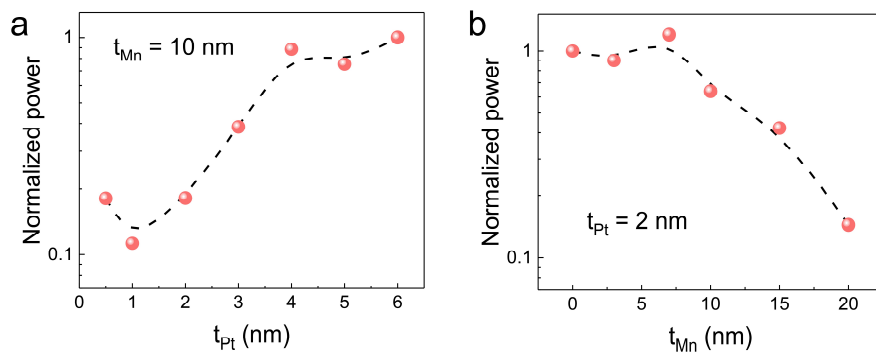 a
t_Mn = 10 nm
Normalized power
1
0.1
0 1 2 3 4 5 6
t_Pt (nm)
b
t_Pt = 2 nm
Normalized power
1
0.1
0 5 10 15 20
t_Mn (nm)